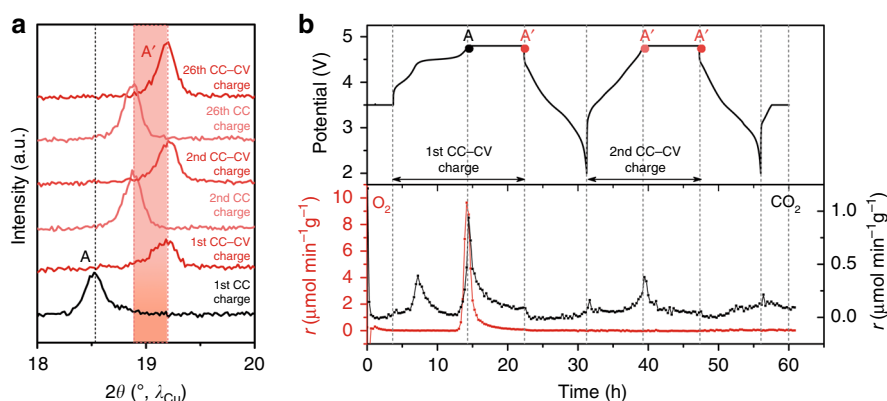 a
A′
26th CC–CV
charge
26th CC
charge
2nd CC–CV
charge
2nd CC
charge
1st CC–CV
charge
A
1st CC
charge
Intensity (a.u.)
18 19 20
2θ (°, λCu)
b
A A′ A′ A′
5
4
3
2
Potential (V)
1st CC–CV
charge
2nd CC–CV
charge
O2
CO2
10
8
6
4
2
0
r (μmol min–1g–1)
1.0
0.5
0.0
r (μmol min–1g–1)
0 10 20 30 40 50 60
Time (h)